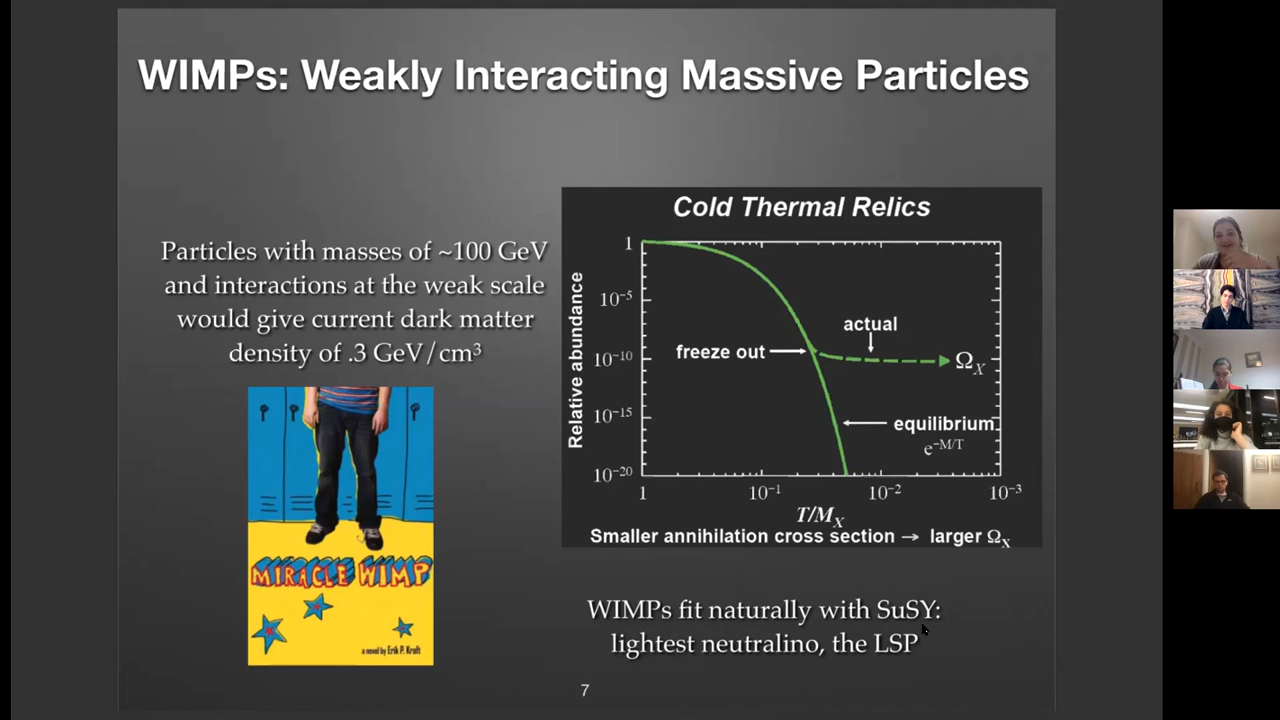 WIMPs: Weakly Interacting Massive Particles
Particles with masses of ~100 GeV
and interactions at the weak scale
would give current dark matter
density of .3 GeV/cm³
MIRACLE WIMP
a novel by Erik P. Kraft
Cold Thermal Relics
Relative abundance
1
10⁻⁵
10⁻¹⁰
10⁻¹⁵
10⁻²⁰
freeze out
actual
Ω_X
equilibrium
e^-M/T
1
10⁻¹
10⁻²
10⁻³
T/M_X
Smaller annihilation cross section → larger Ω_X
WIMPs fit naturally with SuSY:
lightest neutralino, the LSP
7